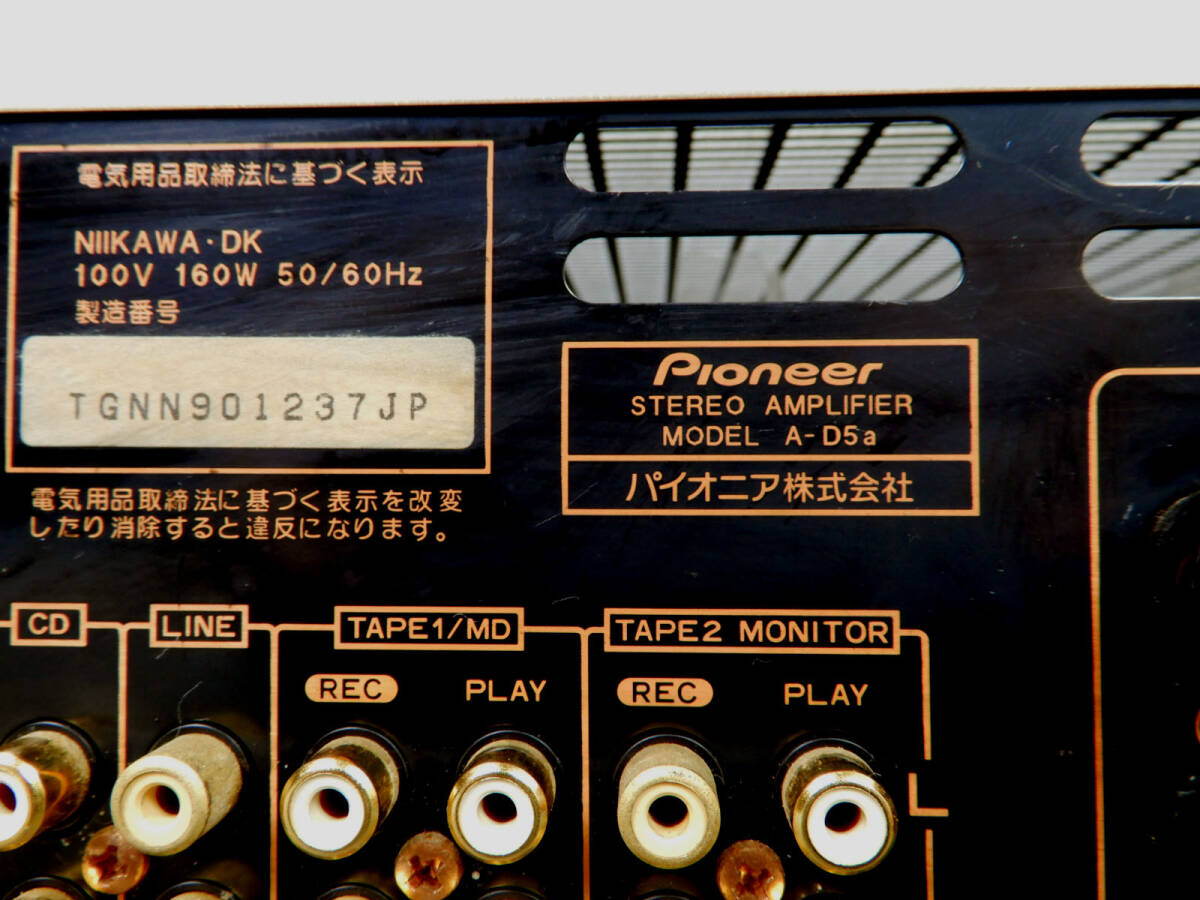 電気用品取締法に基づく表示
NIIKAWA・DK
100V 160W 50/60Hz
製造番号
TGNN901237JP
電気用品取締法に基づく表示を改変
したり消除すると違反になります。
Pioneer
STEREO AMPLIFIER
MODEL A-D5a
パイオニア株式会社
CD
LINE
TAPE1/MD
TAPE2 MONITOR
REC
PLAY
REC
PLAY
L